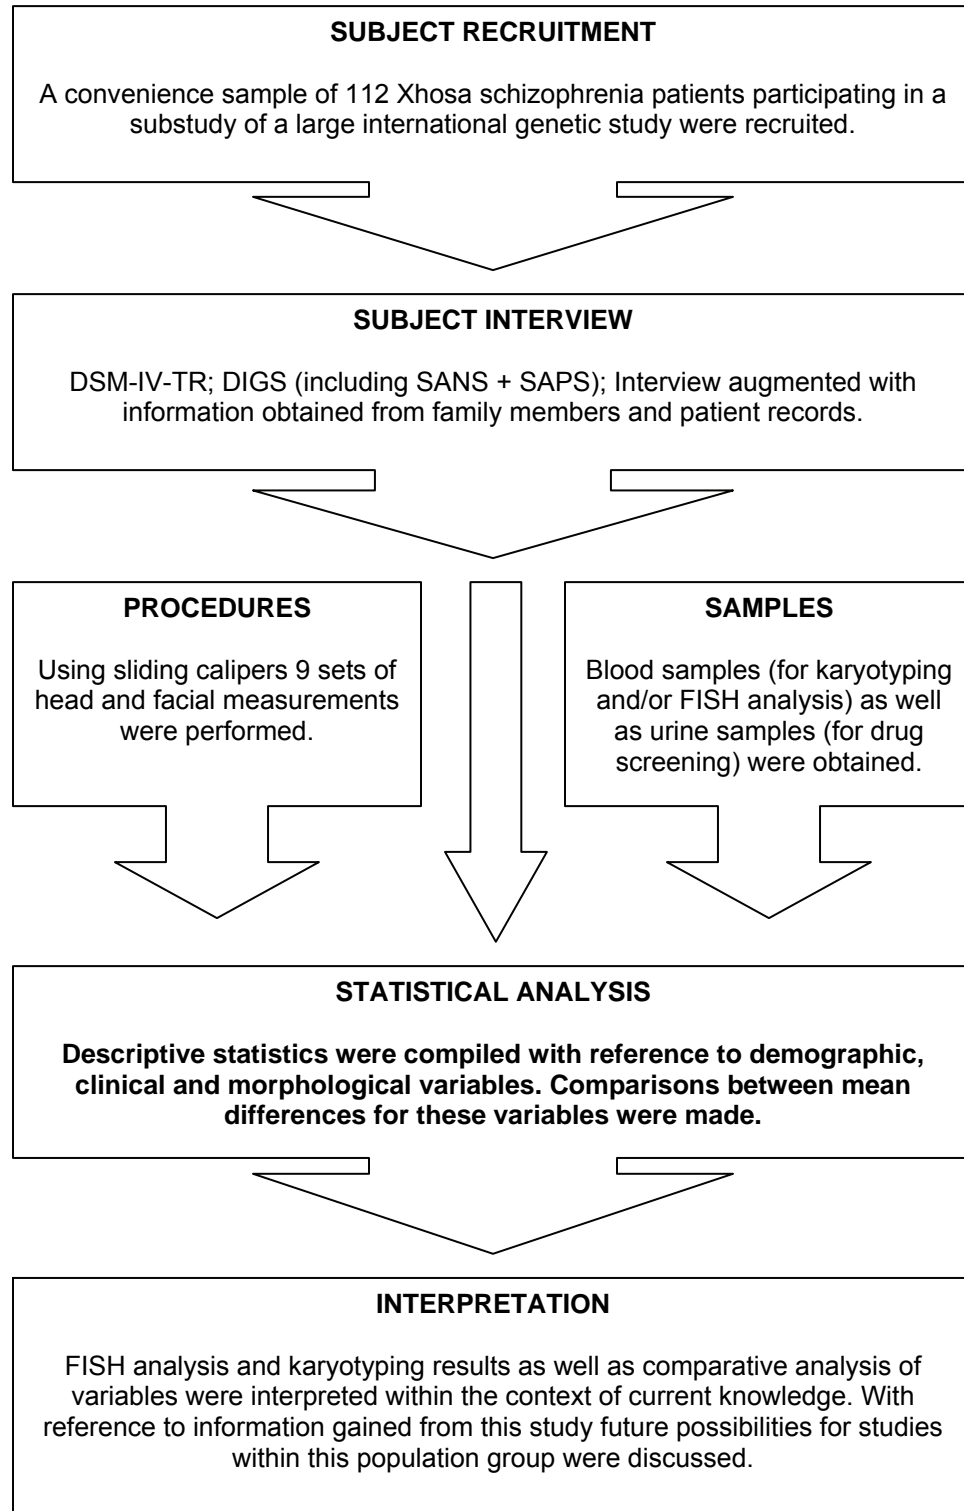 SUBJECT RECRUITMENT
A convenience sample of 112 Xhosa schizophrenia patients participating in a
substudy of a large international genetic study were recruited.
SUBJECT INTERVIEW
DSM-IV-TR; DIGS (including SANS + SAPS); Interview augmented with
information obtained from family members and patient records.
PROCEDURES
Using sliding calipers 9 sets of
head and facial measurements
were performed.
SAMPLES
Blood samples (for karyotyping
and/or FISH analysis) as well
as urine samples (for drug
screening) were obtained.
STATISTICAL ANALYSIS
Descriptive statistics were compiled with reference to demographic,
clinical and morphological variables. Comparisons between mean
differences for these variables were made.
INTERPRETATION
FISH analysis and karyotyping results as well as comparative analysis of
variables were interpreted within the context of current knowledge. With
reference to information gained from this study future possibilities for studies
within this population group were discussed.